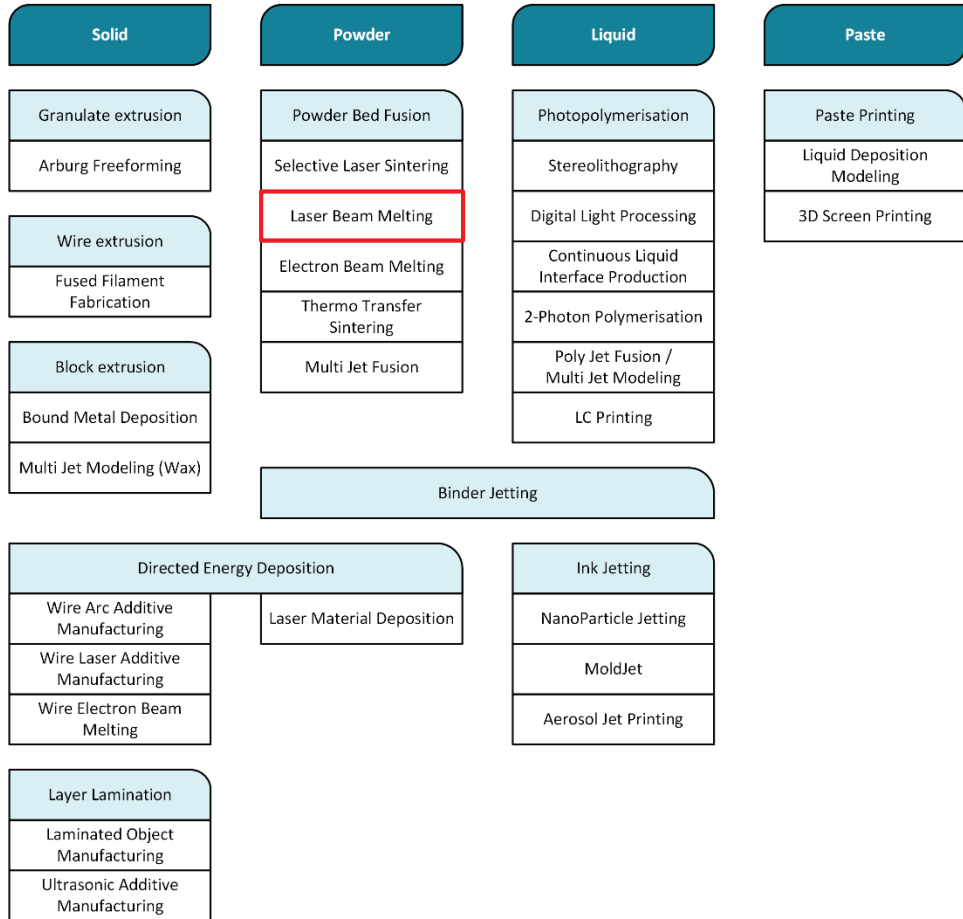 Solid
Powder
Liquid
Paste
Granulate extrusion
Arburg Freeforming
Wire extrusion
Fused Filament
Fabrication
Block extrusion
Bound Metal Deposition
Multi Jet Modeling (Wax)
Powder Bed Fusion
Selective Laser Sintering
Laser Beam Melting
Electron Beam Melting
Thermo Transfer
Sintering
Multi Jet Fusion
Photopolymerisation
Stereolithography
Digital Light Processing
Continuous Liquid
Interface Production
2-Photon Polymerisation
Poly Jet Fusion /
Multi Jet Modeling
LC Printing
Paste Printing
Liquid Deposition
Modeling
3D Screen Printing
Binder Jetting
Directed Energy Deposition
Wire Arc Additive
Manufacturing
Wire Laser Additive
Manufacturing
Wire Electron Beam
Melting
Laser Material Deposition
Ink Jetting
NanoParticle Jetting
MoldJet
Aerosol Jet Printing
Layer Lamination
Laminated Object
Manufacturing
Ultrasonic Additive
Manufacturing